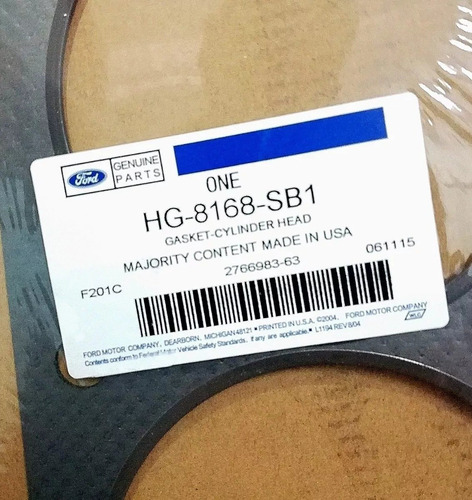 Ford
GENUINE
PARTS
ONE
HG-8168-SB1
GASKET-CYLINDER HEAD
MAJORITY CONTENT MADE IN USA
F201C
2766983-63
061115
FORD MOTOR COMPANY, DEARBORN, MICHIGAN 48121 • PRINTED IN U.S.A. ©2004, FORD MOTOR COMPANY
Contents conform to Federal Motor Vehicle Safety Standards, if any are applicable. • L1194 REV 8/04